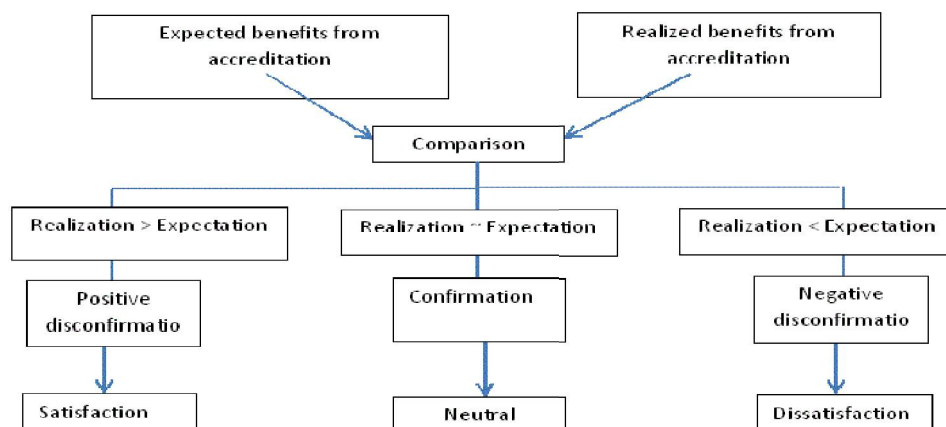 Expected benefits from
accreditation
Realized benefits from
accreditation
Comparison
Realization > Expectation
Realization ~ Expectation
Realization < Expectation
Positive
disconfirmatio
Confirmation
Negative
disconfirmatio
Satisfaction
Neutral
Dissatisfaction